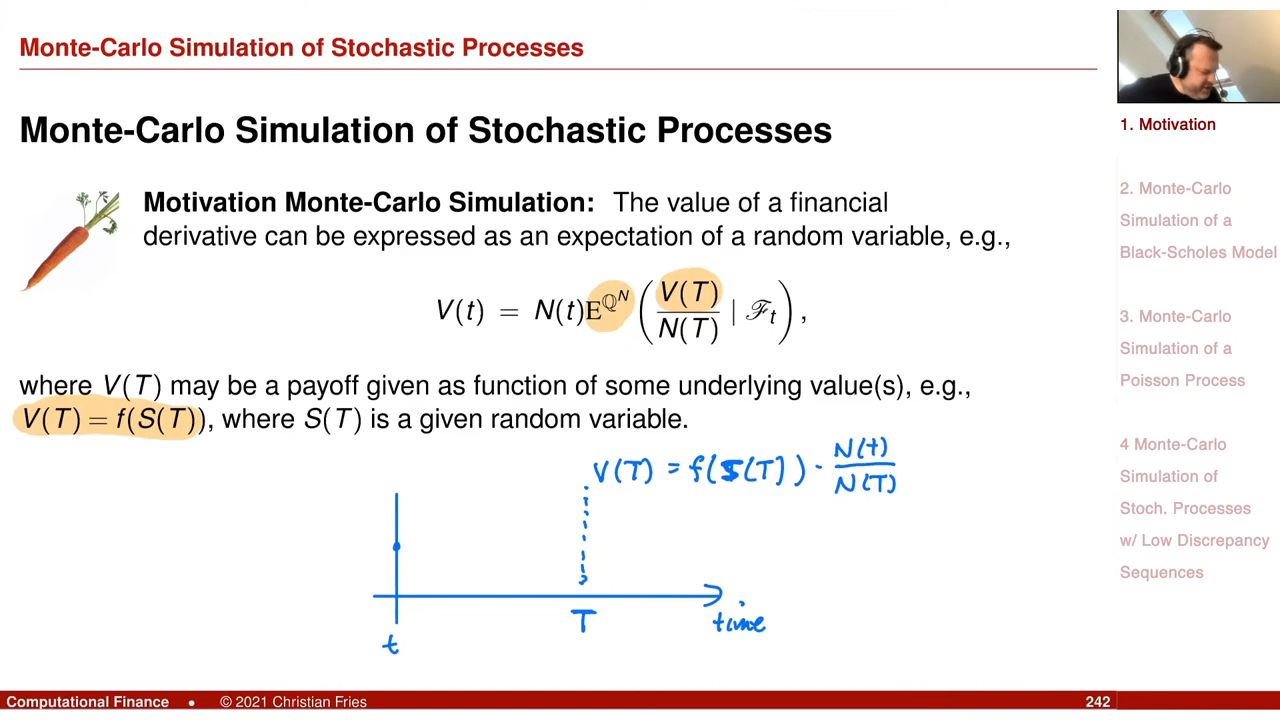 Monte-Carlo Simulation of Stochastic Processes
Monte-Carlo Simulation of Stochastic Processes
Motivation Monte-Carlo Simulation: The value of a financial
derivative can be expressed as an expectation of a random variable, e.g.,
V(t) = N(t)E^{ℚ^N} ( V(T) / N(T) | ℱ_t ),
where V(T) may be a payoff given as function of some underlying value(s), e.g.,
V(T) = f(S(T)), where S(T) is a given random variable.
V(T) = f(S(T)) · N(t) / N(T)
T
time
t
1. Motivation
2. Monte-Carlo
Simulation of a
Black-Scholes Model
3. Monte-Carlo
Simulation of a
Poisson Process
4 Monte-Carlo
Simulation of
Stoch. Processes
w/ Low Discrepancy
Sequences
Computational Finance • © 2021 Christian Fries 242